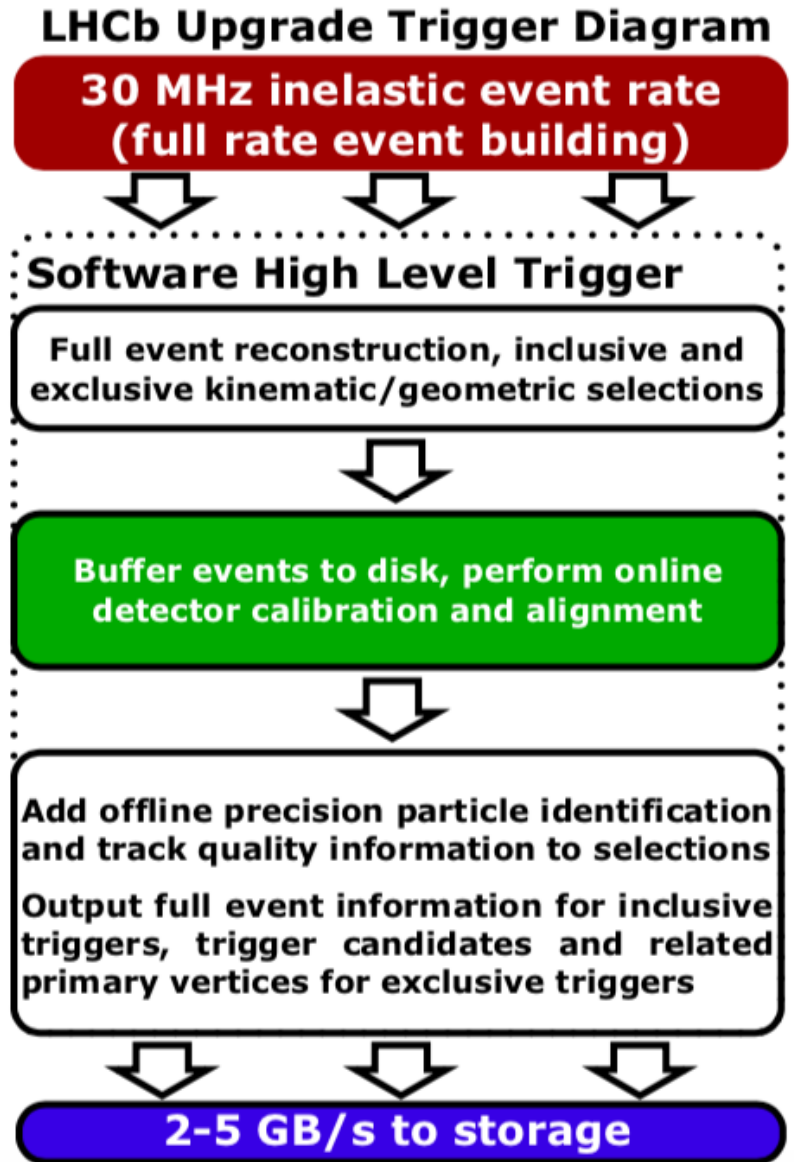 LHCb Upgrade Trigger Diagram
30 MHz inelastic event rate
(full rate event building)
Software High Level Trigger
Full event reconstruction, inclusive and
exclusive kinematic/geometric selections
Buffer events to disk, perform online
detector calibration and alignment
Add offline precision particle identification
and track quality information to selections
Output full event information for inclusive
triggers, trigger candidates and related
primary vertices for exclusive triggers
2-5 GB/s to storage